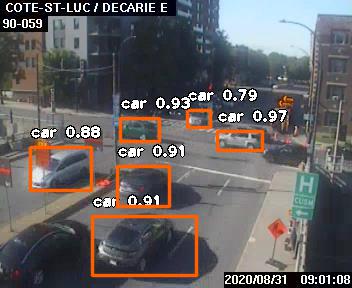 COTE-ST-LUC / DECARIE E
90-059
car 0.79
car 0.93
car 0.97
car 0.88
car 0.91
car 0.91
H
CUSM
2020/08/31 09:01:08